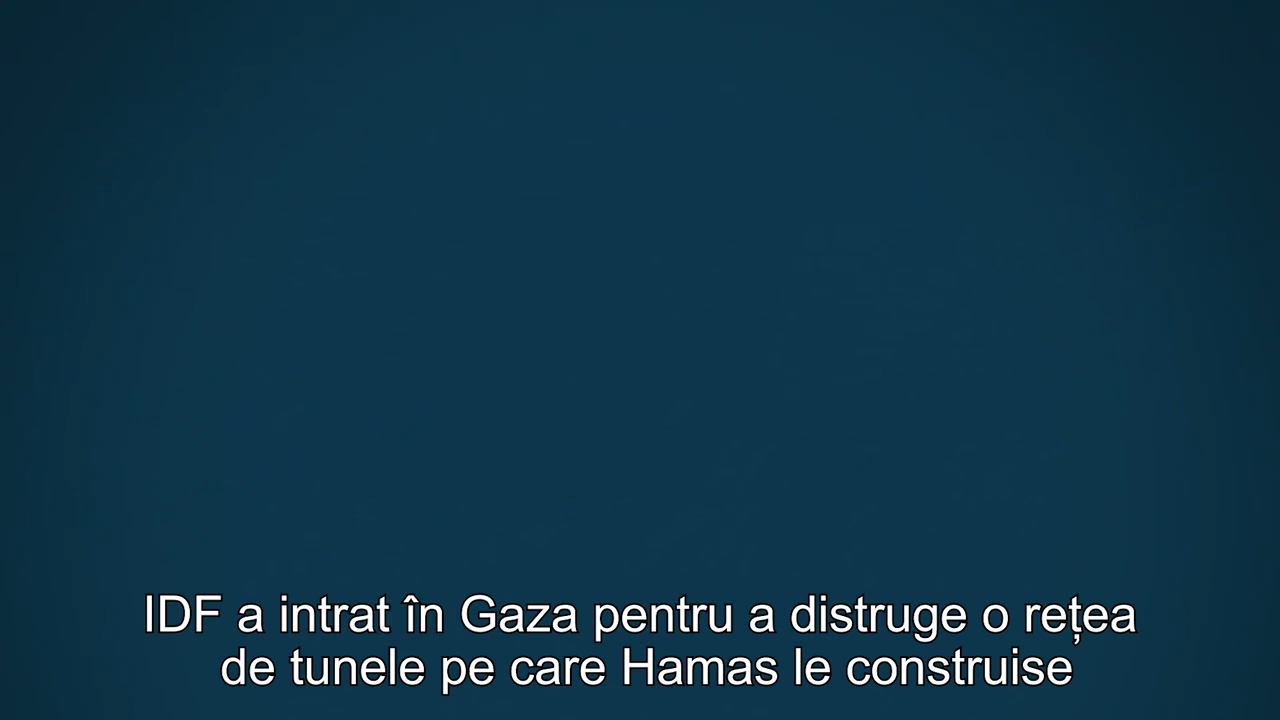 IDF a intrat în Gaza pentru a distruge o rețea
de tunele pe care Hamas le construise